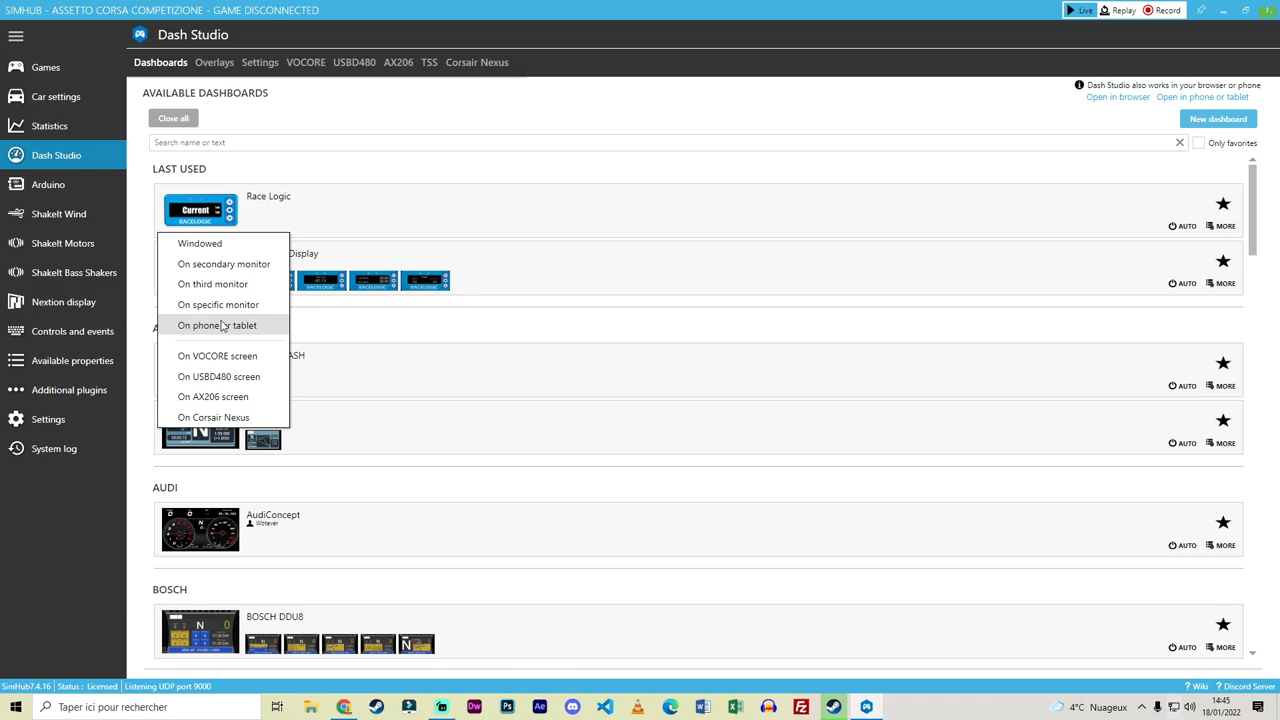 SIMHUB - ASSETTO CORSA COMPETIZIONE - GAME DISCONNECTED
Live Replay Record
Dash Studio
Games
Car settings
Statistics
Dash Studio
Arduino
ShakeIt Wind
ShakeIt Motors
ShakeIt Bass Shakers
Nextion display
Controls and events
Available properties
Additional plugins
Settings
System log
Dashboards Overlays Settings VOCORE USBD480 AX206 TSS Corsair Nexus
AVAILABLE DASHBOARDS
Dash Studio also works in your browser or phone
Open in browser Open in phone or tablet
Close all
New dashboard
Search name or text
Only favorites
LAST USED
Current
RACELOGIC
Race Logic
AUTO MORE
Display
AUTO MORE
Windowed
On secondary monitor
On third monitor
On specific monitor
On phone or tablet
On VOCORE screen
On USBD480 screen
On AX206 screen
On Corsair Nexus
A
ASH
AUTO MORE
N
AUTO MORE
AUDI
AudiConcept
Wotever
AUTO MORE
BOSCH
N 0
BOSCH DDU8
AUTO MORE
SimHub7.4.16 Status : Licensed Listening UDP port 9000
Wiki Discord Server
Taper ici pour rechercher
4°C Nuageux
14:45
18/01/2022